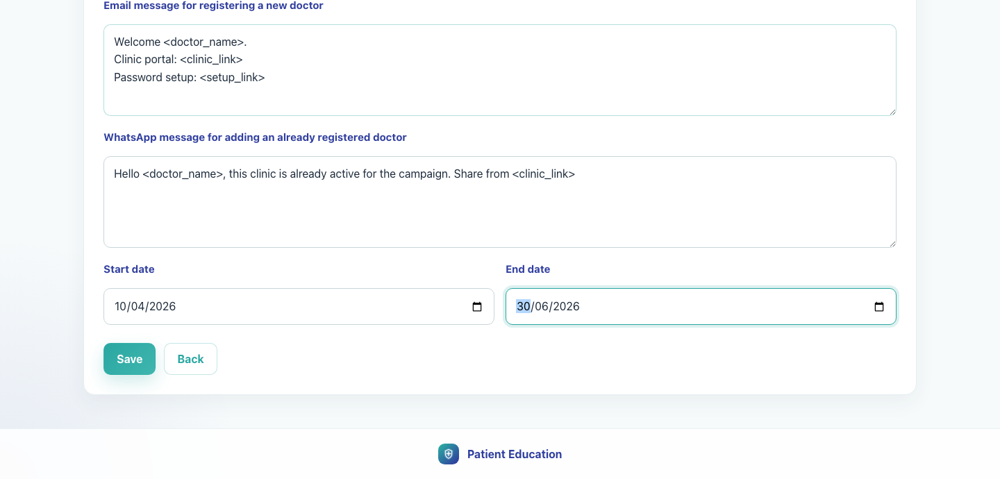 Email message for registering a new doctor
Welcome <doctor_name>.
Clinic portal: <clinic_link>
Password setup: <setup_link>
WhatsApp message for adding an already registered doctor
Hello <doctor_name>, this clinic is already active for the campaign. Share from <clinic_link>
Start date
End date
10/04/2026
30/06/2026
Save
Back
Patient Education